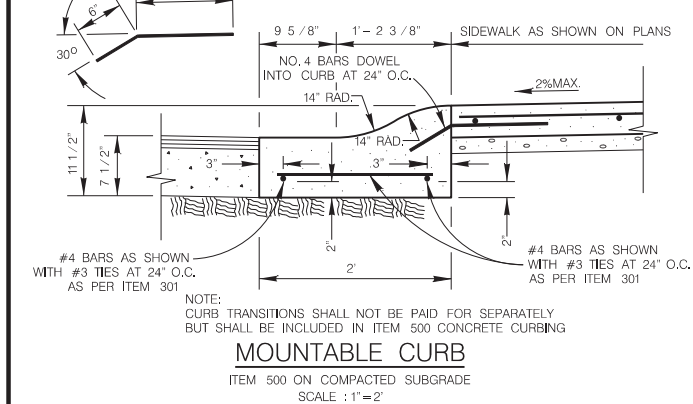 6"
30°
9 5/8"
1'- 2 3/8"
SIDEWALK AS SHOWN ON PLANS
NO. 4 BARS DOWEL
INTO CURB AT 24" O.C.
14" RAD.
2%MAX.
14" RAD.
11 1/2"
7 1/2"
3"
3"
2"
2"
#4 BARS AS SHOWN
WITH #3 TIES AT 24" O.C.
AS PER ITEM 301
2'
#4 BARS AS SHOWN
WITH #3 TIES AT 24" O.C.
AS PER ITEM 301
NOTE:
CURB TRANSITIONS SHALL NOT BE PAID FOR SEPARATELY
BUT SHALL BE INCLUDED IN ITEM 500 CONCRETE CURBING
MOUNTABLE CURB
ITEM 500 ON COMPACTED SUBGRADE
SCALE : 1"=2'